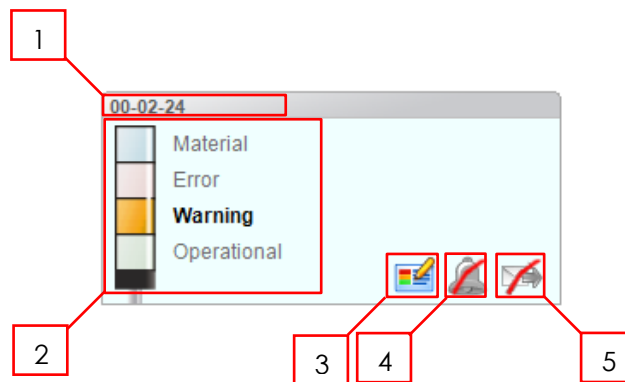 1
00-02-24
Material
Error
Warning
Operational
2
3
4
5